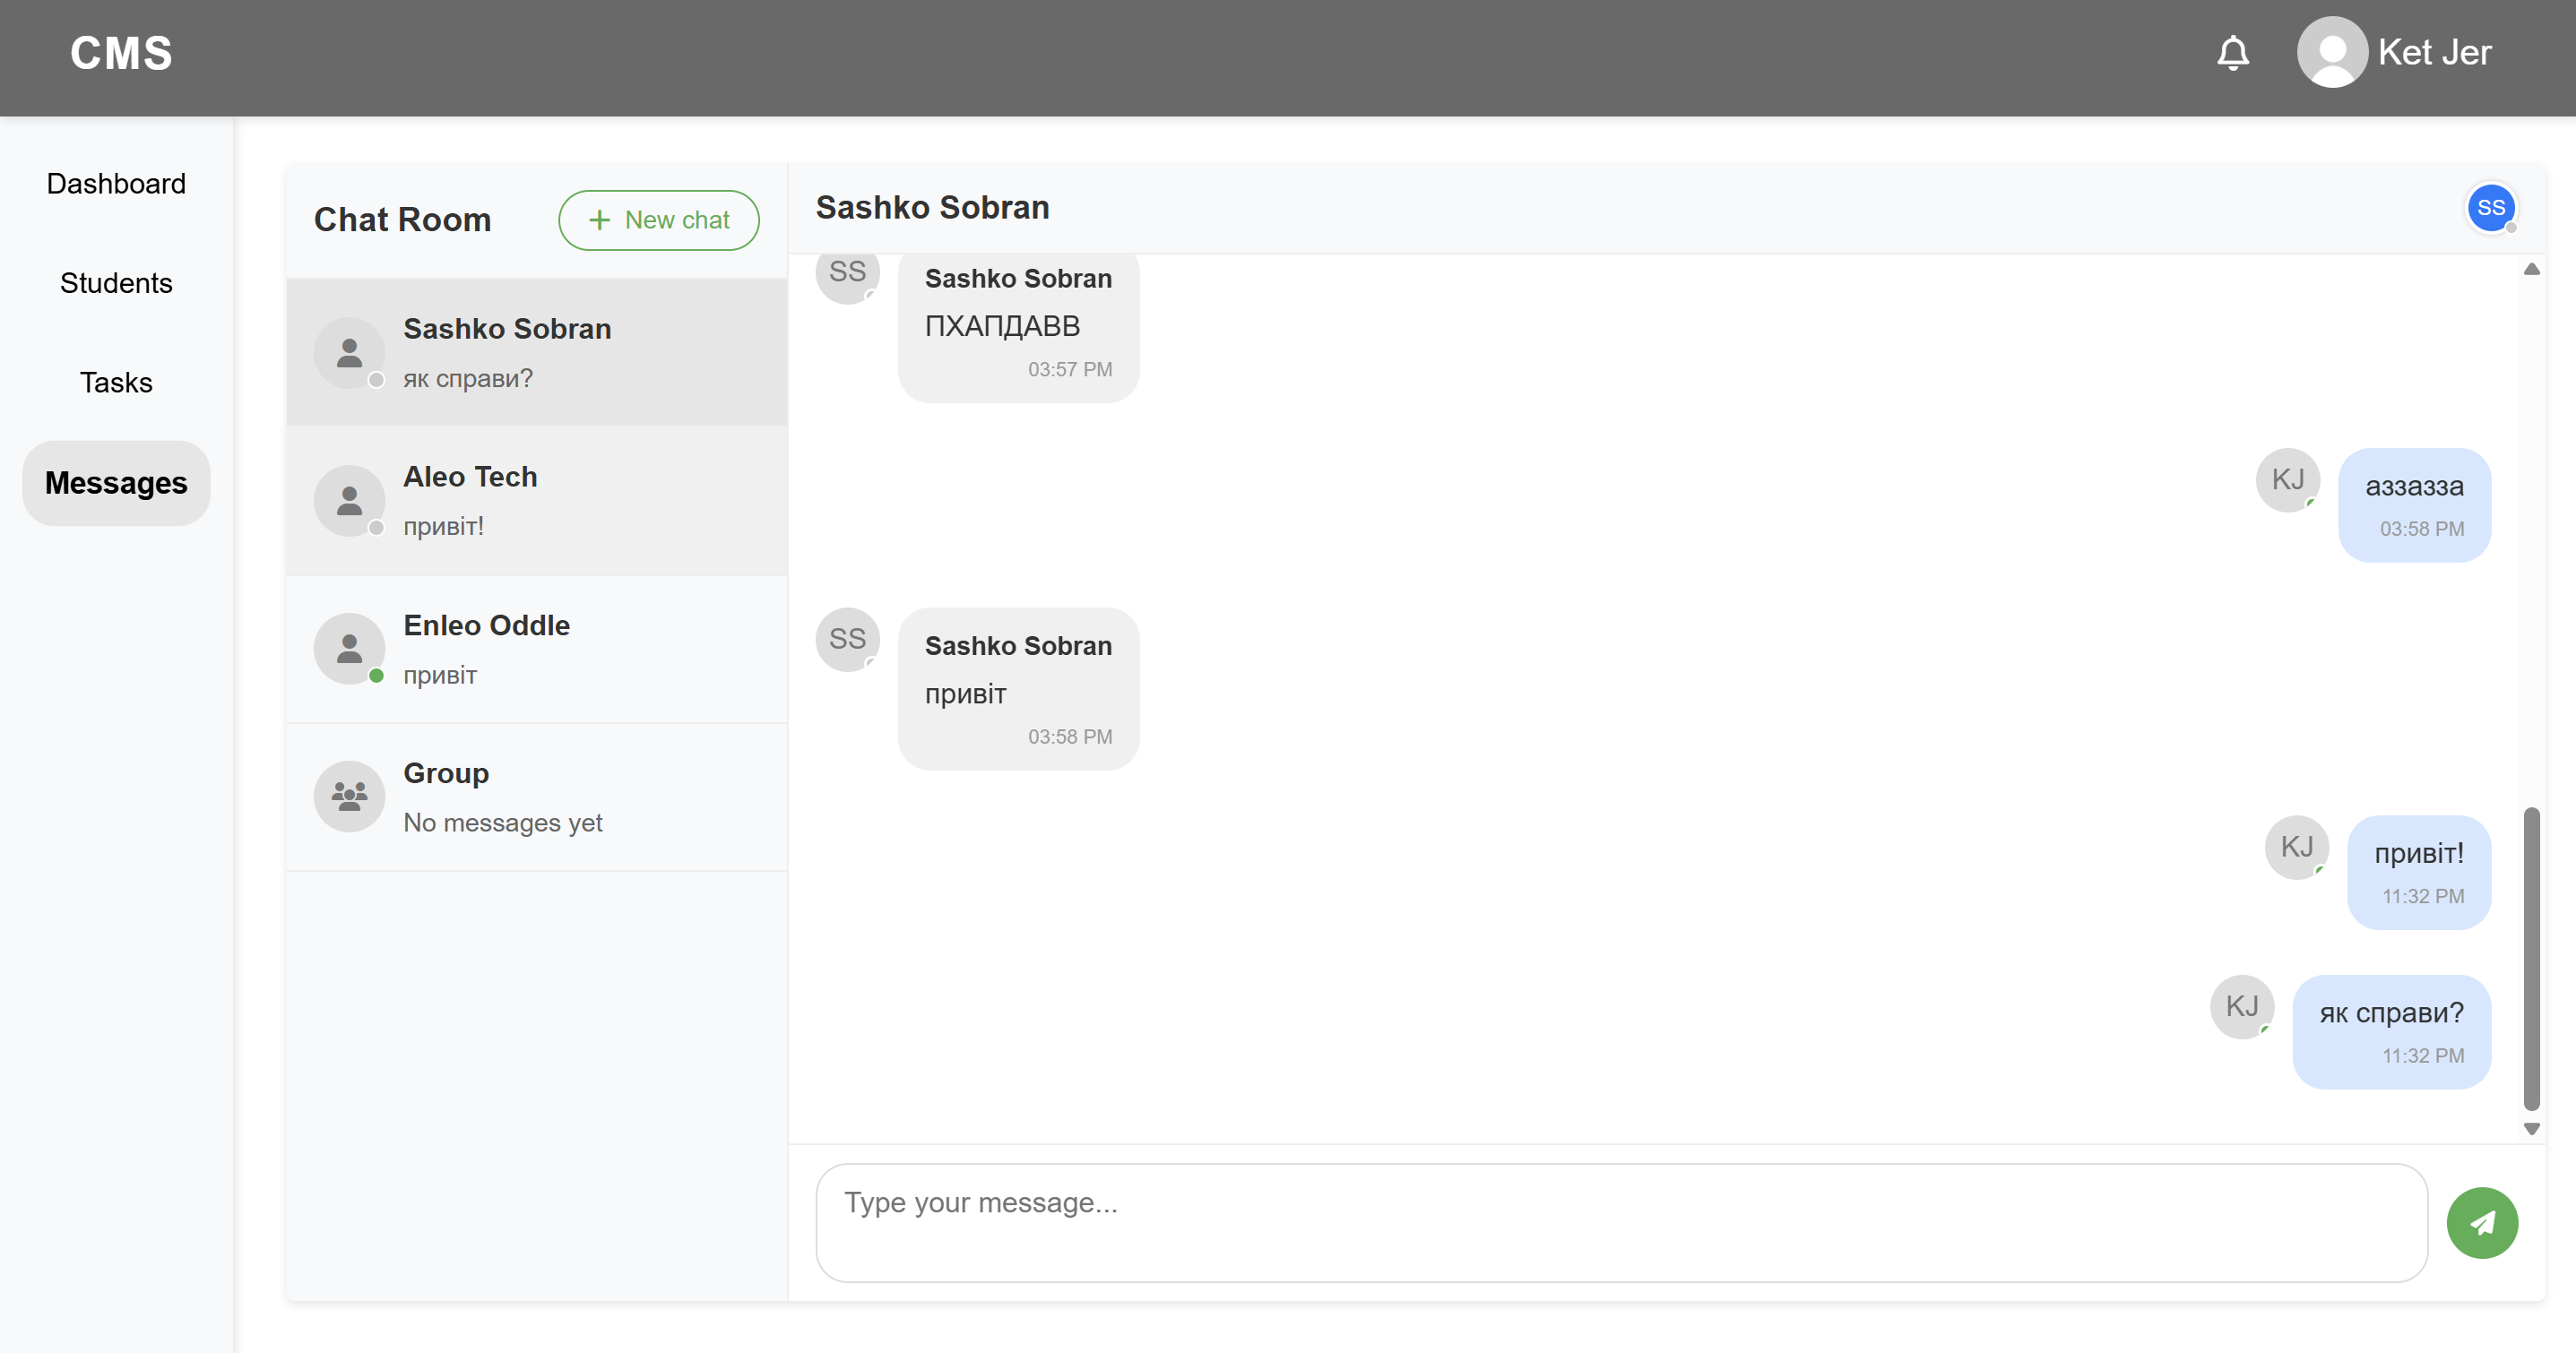 CMS
Ket Jer
Dashboard
Students
Tasks
Messages
Chat Room
New chat
Sashko Sobran
як справи?
Aleo Tech
привіт!
Enleo Oddle
привіт
Group
No messages yet
Sashko Sobran
SS
SS
Sashko Sobran
ПХАПДАВВ
03:57 PM
KJ
аззазза
03:58 PM
SS
Sashko Sobran
привіт
03:58 PM
KJ
привіт!
11:32 PM
KJ
як справи?
11:32 PM
Type your message...